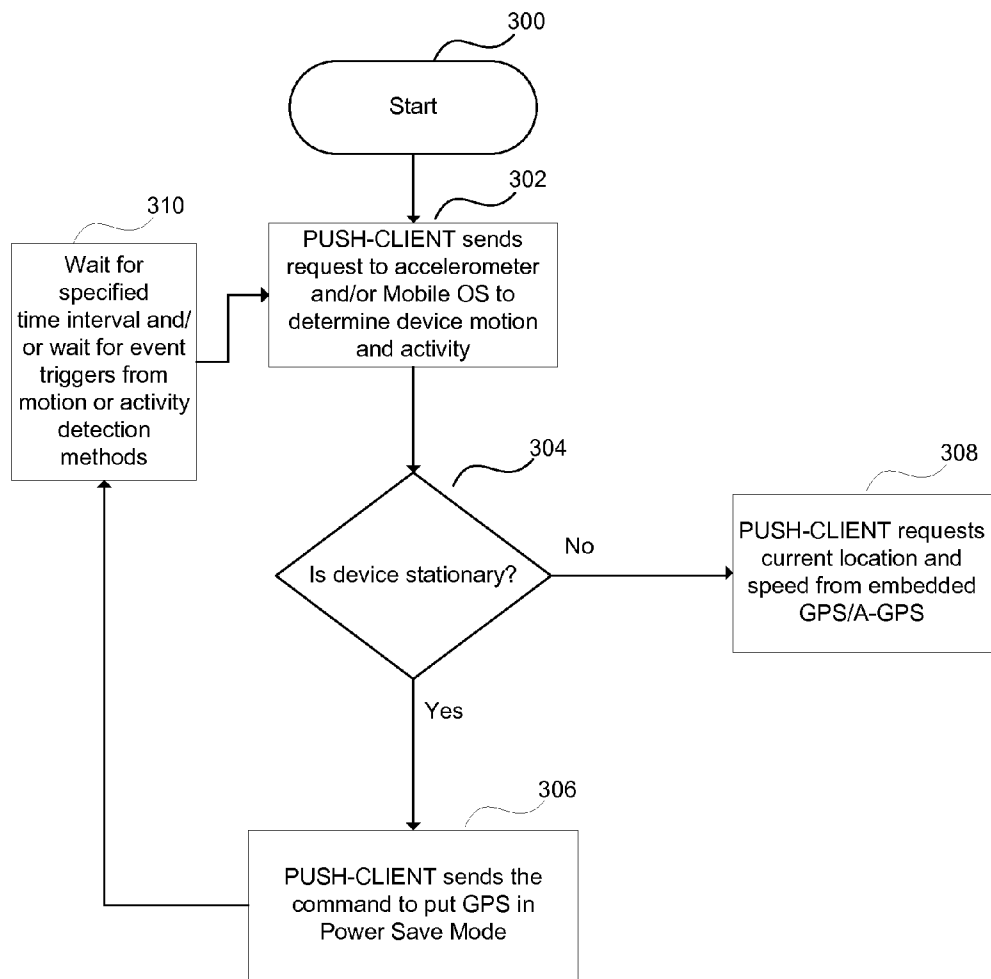 300
Start
302
PUSH-CLIENT sends
request to accelerometer
and/or Mobile OS to
determine device motion
and activity
310
Wait for
specified
time interval and/
or wait for event
triggers from
motion or activity
detection
methods
304
Is device stationary?
No
308
PUSH-CLIENT requests
current location and
speed from embedded
GPS/A-GPS
Yes
306
PUSH-CLIENT sends the
command to put GPS in
Power Save Mode